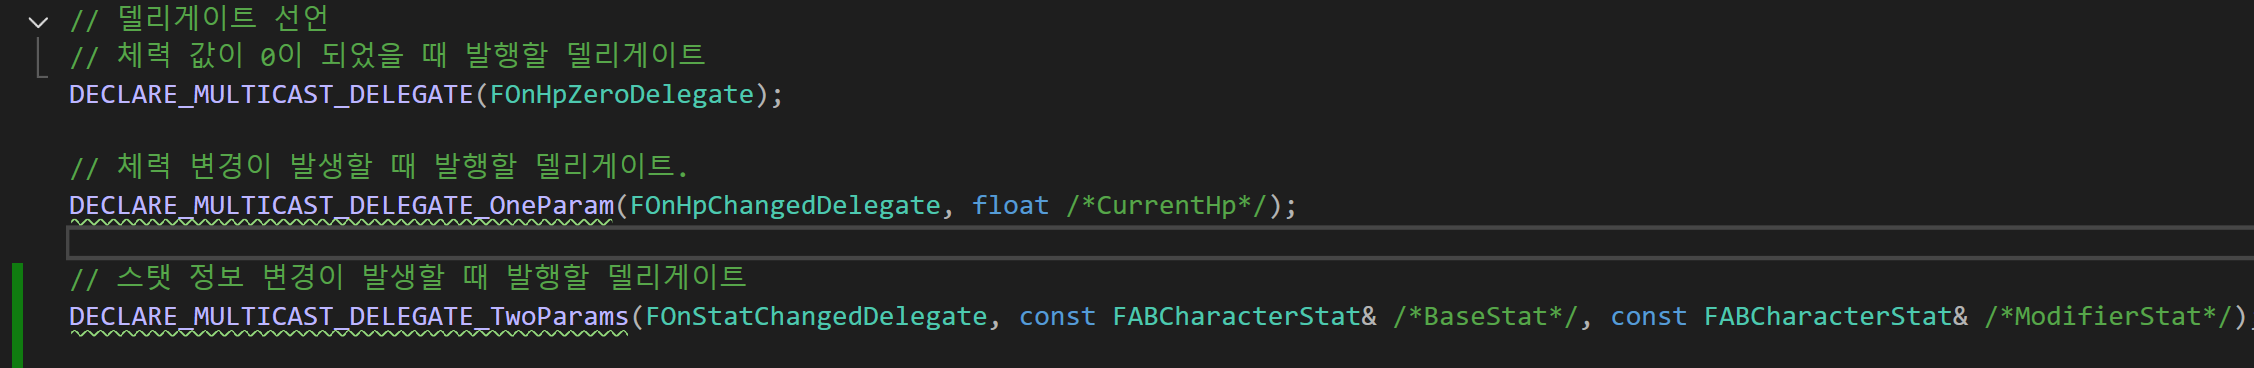 // 델리게이트 선언
// 체력 값이 0이 되었을 때 발행할 델리게이트
DECLARE_MULTICAST_DELEGATE(FOnHpZeroDelegate);
// 체력 변경이 발생할 때 발행할 델리게이트.
DECLARE_MULTICAST_DELEGATE_OneParam(FOnHpChangedDelegate, float /*CurrentHp*/);
// 스탯 정보 변경이 발생할 때 발행할 델리게이트
DECLARE_MULTICAST_DELEGATE_TwoParams(FOnStatChangedDelegate, const FABCharacterStat& /*BaseStat*/, const FABCharacterStat& /*ModifierStat*/)